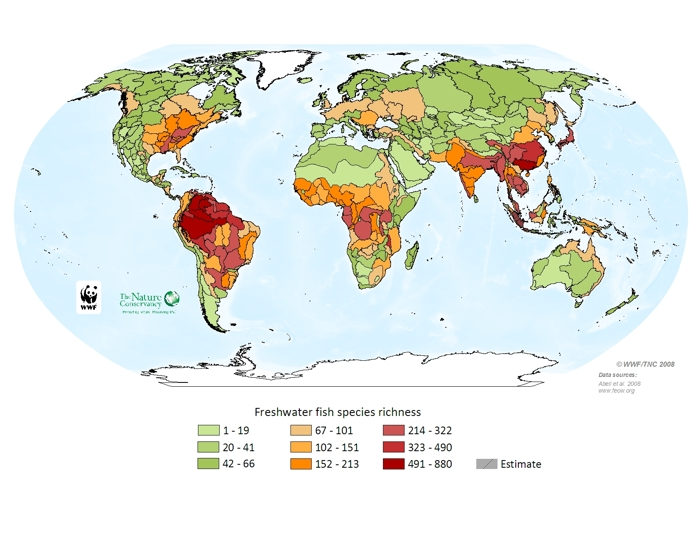 WWF
The Nature
Conservancy
© WWF/TNC 2008
Data sources:
Abell et al. 2008
www.feow.org
Freshwater fish species richness
1 - 19
67 - 101
214 - 322
20 - 41
102 - 151
323 - 490
42 - 66
152 - 213
491 - 880
Estimate